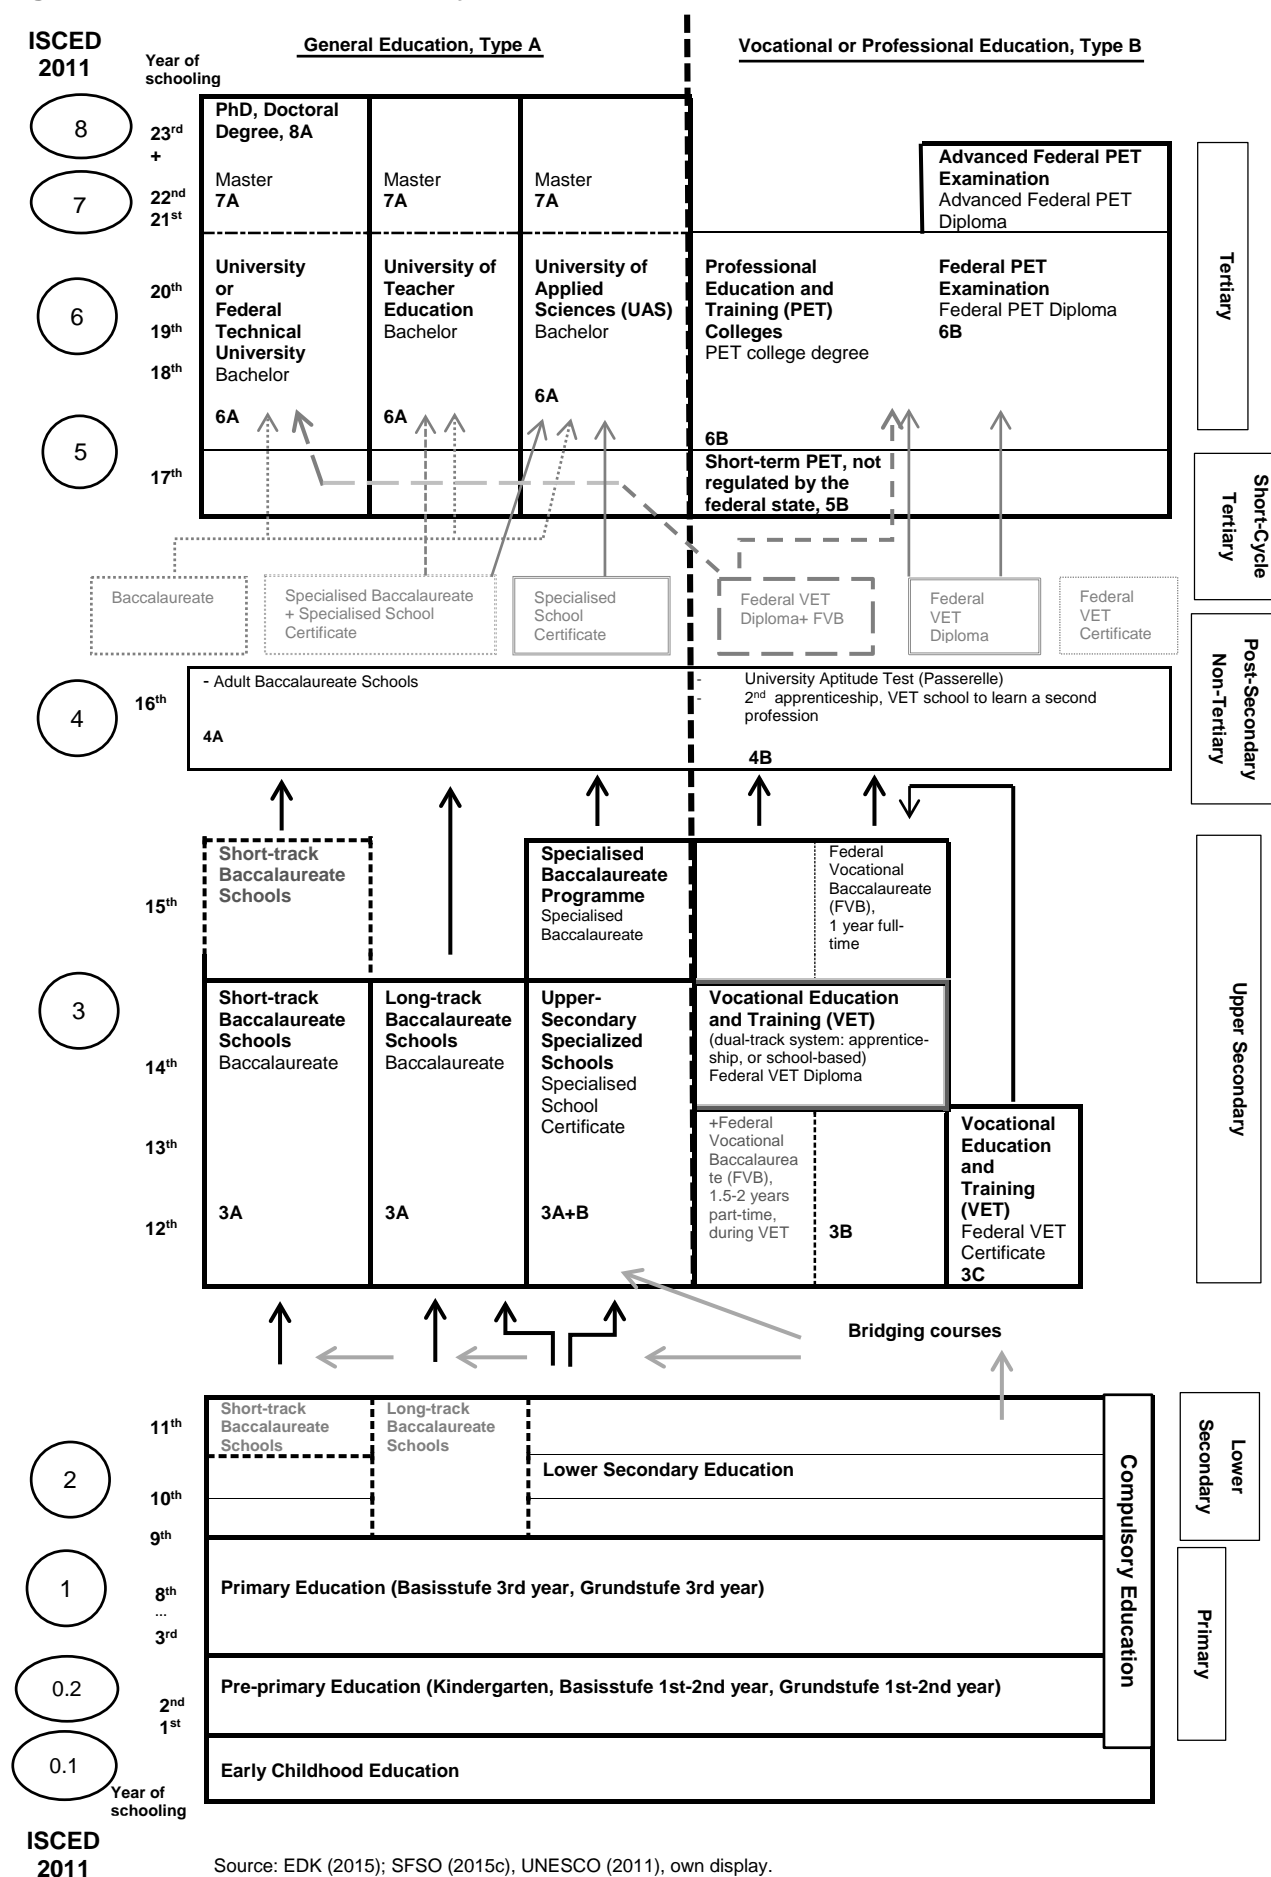 ISCED
2011
Year of
schooling
General Education, Type A
Vocational or Professional Education, Type B
8
23rd
+
7
22nd
21st
PhD, Doctoral
Degree, 8A
Master
7A
Master
7A
Master
7A
Advanced Federal PET
Examination
Advanced Federal PET
Diploma
Tertiary
6
20th
19th
18th
University
or
Federal
Technical
University
Bachelor
6A
University of
Teacher
Education
Bachelor
6A
University of
Applied
Sciences (UAS)
Bachelor
6A
Professional
Education and
Training (PET)
Colleges
PET college degree
6B
Federal PET
Examination
Federal PET Diploma
6B
5
17th
Short-term PET, not
regulated by the
federal state, 5B
Short-Cycle
Tertiary
Baccalaureate
Specialised Baccalaureate
+ Specialised School
Certificate
Specialised
School
Certificate
Federal VET
Diploma+ FVB
Federal
VET
Diploma
Federal
VET
Certificate
4
16th
- Adult Baccalaureate Schools
4A
- University Aptitude Test (Passerelle)
- 2nd apprenticeship, VET school to learn a second
profession
4B
Post-Secondary
Non-Tertiary
15th
Short-track
Baccalaureate
Schools
Specialised
Baccalaureate
Programme
Specialised
Baccalaureate
Federal
Vocational
Baccalaureate
(FVB),
1 year full-
time
3
14th
13th
12th
Short-track
Baccalaureate
Schools
Baccalaureate
3A
Long-track
Baccalaureate
Schools
Baccalaureate
3A
Upper-
Secondary
Specialized
Schools
Specialised
School
Certificate
3A+B
Vocational Education
and Training (VET)
(dual-track system: apprentice-
ship, or school-based)
Federal VET Diploma
+Federal
Vocational
Baccalaurea
te (FVB),
1.5-2 years
part-time,
during VET
3B
Vocational
Education
and
Training
(VET)
Federal VET
Certificate
3C
Upper Secondary
Bridging courses
2
11th
10th
9th
Short-track
Baccalaureate
Schools
Long-track
Baccalaureate
Schools
Lower Secondary Education
Compulsory Education
Lower
Secondary
1
8th
...
3rd
Primary Education (Basisstufe 3rd year, Grundstufe 3rd year)
Primary
0.2
2nd
1st
Pre-primary Education (Kindergarten, Basisstufe 1st-2nd year, Grundstufe 1st-2nd year)
0.1
Early Childhood Education
Year of
schooling
ISCED
2011
Source: EDK (2015); SFSO (2015c), UNESCO (2011), own display.